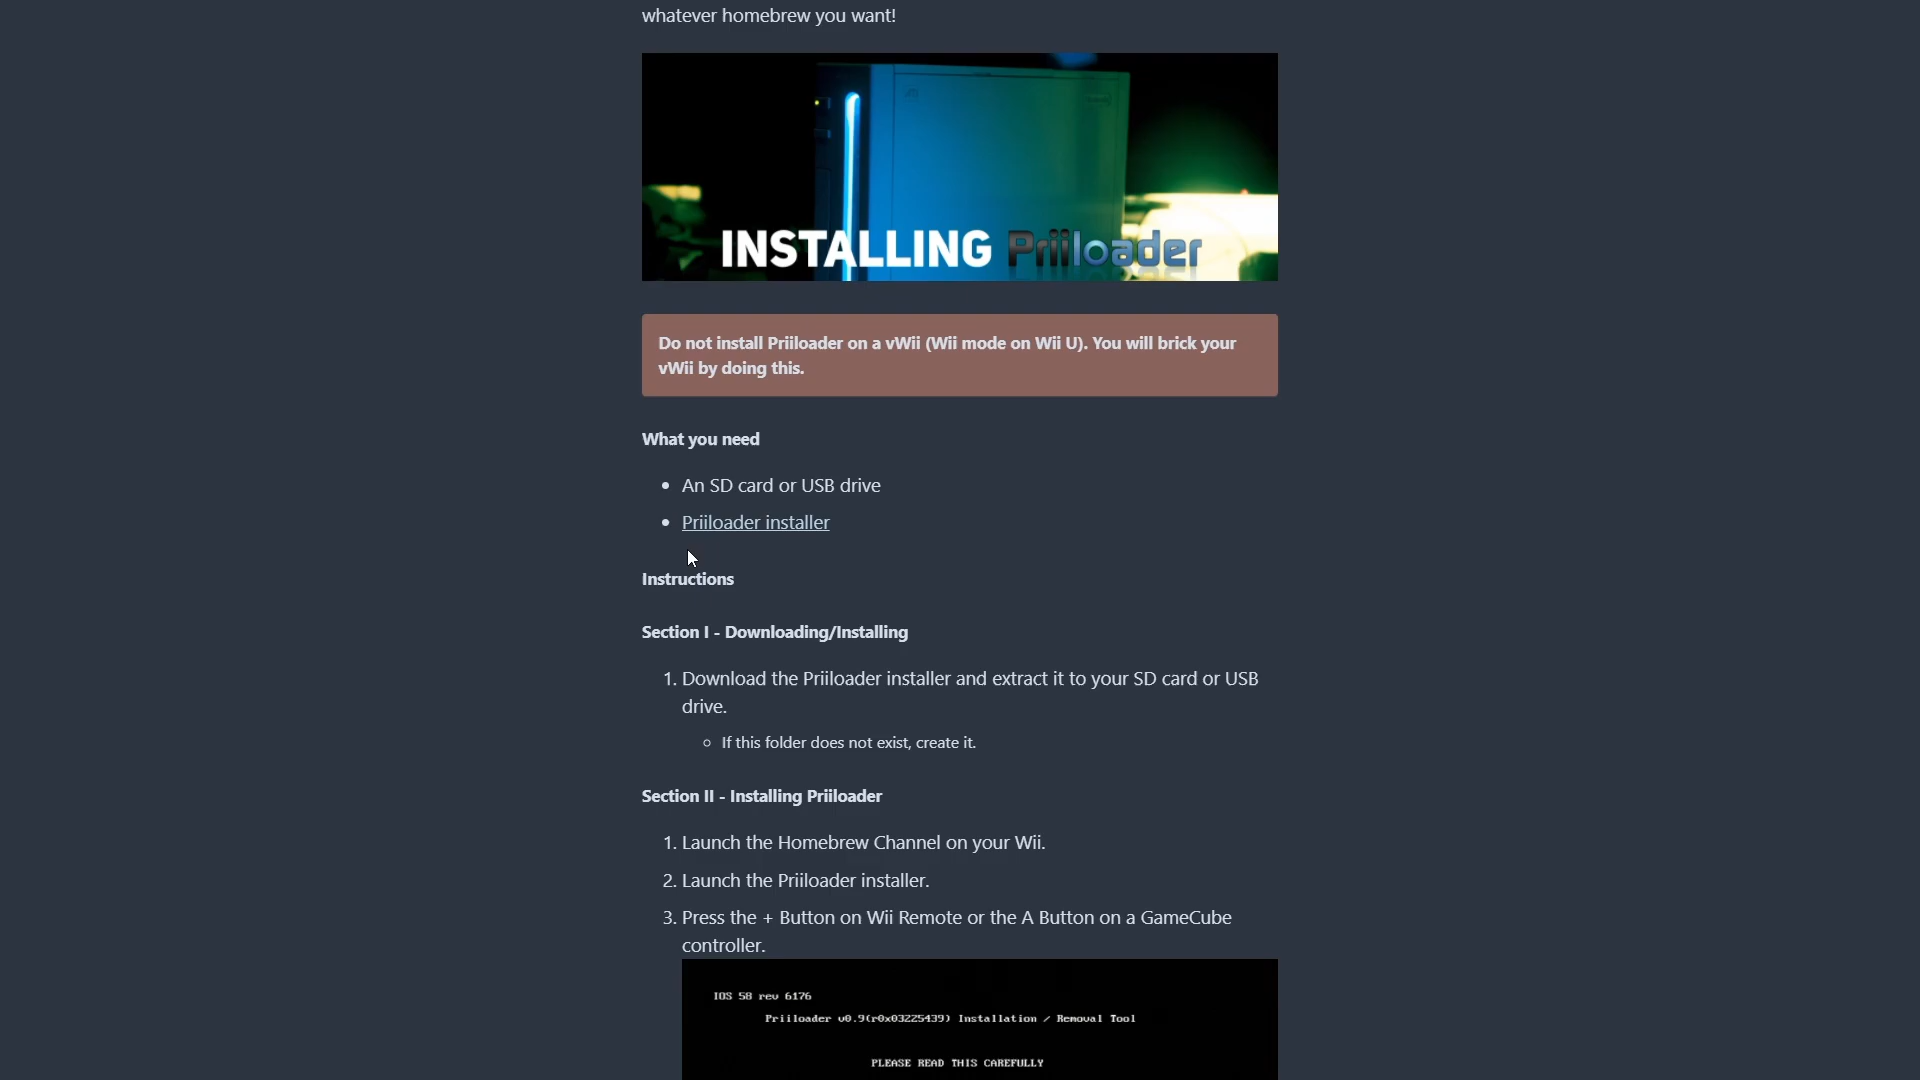 whatever homebrew you want!
INSTALLING Priiloader
Do not install Priiloader on a vWii (Wii mode on Wii U). You will brick your
vWii by doing this.
What you need
• An SD card or USB drive
• Priiloader installer
Instructions
Section I - Downloading/Installing
1. Download the Priiloader installer and extract it to your SD card or USB
drive.
If this folder does not exist, create it.
Section II - Installing Priiloader
1. Launch the Homebrew Channel on your Wii.
2. Launch the Priiloader installer.
3. Press the + Button on Wii Remote or the A Button on a GameCube
controller.
IOS 58 rev 6176
Priiloader v0.9(r0x03225439) Installation / Removal Tool
PLEASE READ THIS CAREFULLY